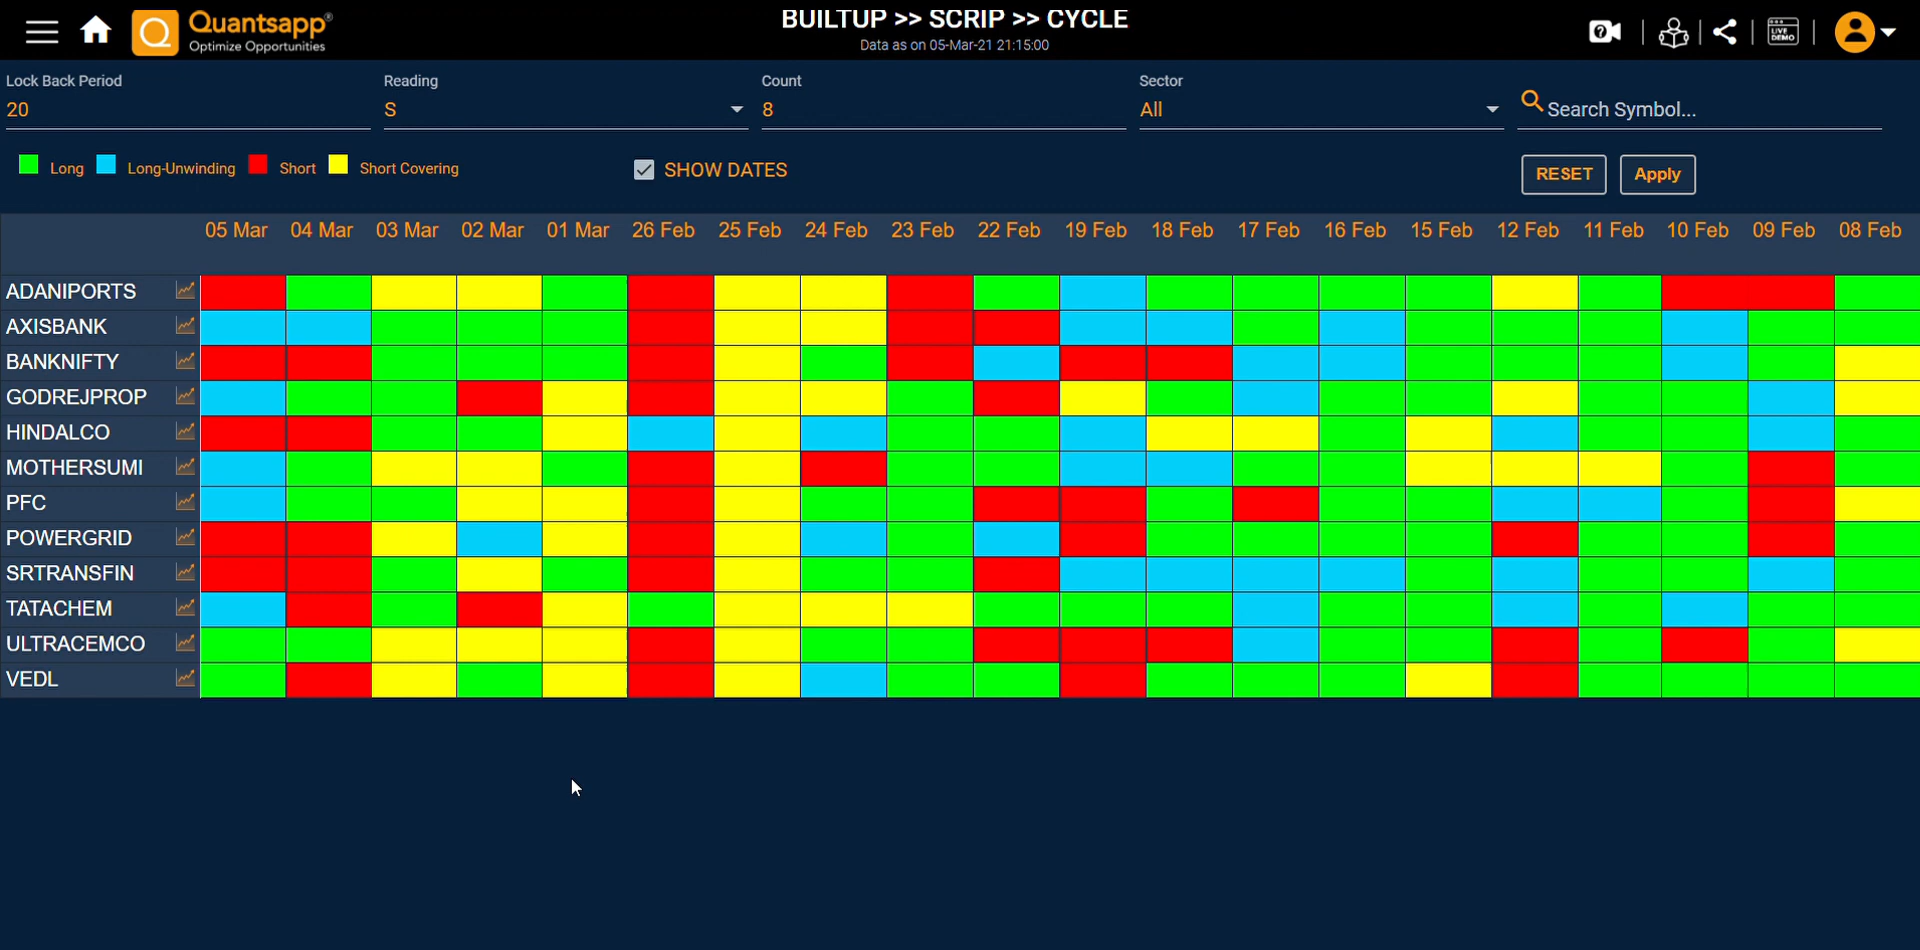 Quantsapp®
Optimize Opportunities
BUILTUP >> SCRIP >> CYCLE
Data as on 05-Mar-21 21:15:00
LIVE DEMO
Lock Back Period
20
Reading
S
Count
8
Sector
All
Search Symbol...
Long Long-Unwinding Short Short Covering
SHOW DATES
RESET Apply
05 Mar 04 Mar 03 Mar 02 Mar 01 Mar 26 Feb 25 Feb 24 Feb 23 Feb 22 Feb 19 Feb 18 Feb 17 Feb 16 Feb 15 Feb 12 Feb 11 Feb 10 Feb 09 Feb 08 Feb
ADANIPORTS
AXISBANK
BANKNIFTY
GODREJPROP
HINDALCO
MOTHERSUMI
PFC
POWERGRID
SRTRANSFIN
TATACHEM
ULTRACEMCO
VEDL